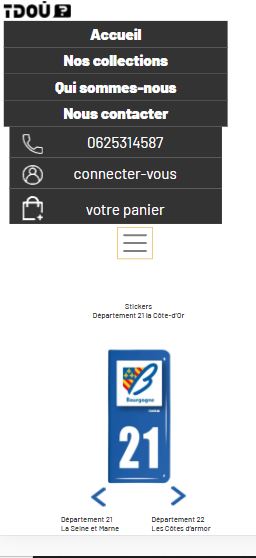 TDOÙ ?
Accueil
Nos collections
Qui sommes-nous
Nous contacter
0625314587
connecter-vous
votre panier
Stickers
Département 21 la Côte-d'Or
Bourgogne
21
Département 21
La Seine et Marne
Département 22
Les Côtes d'armor